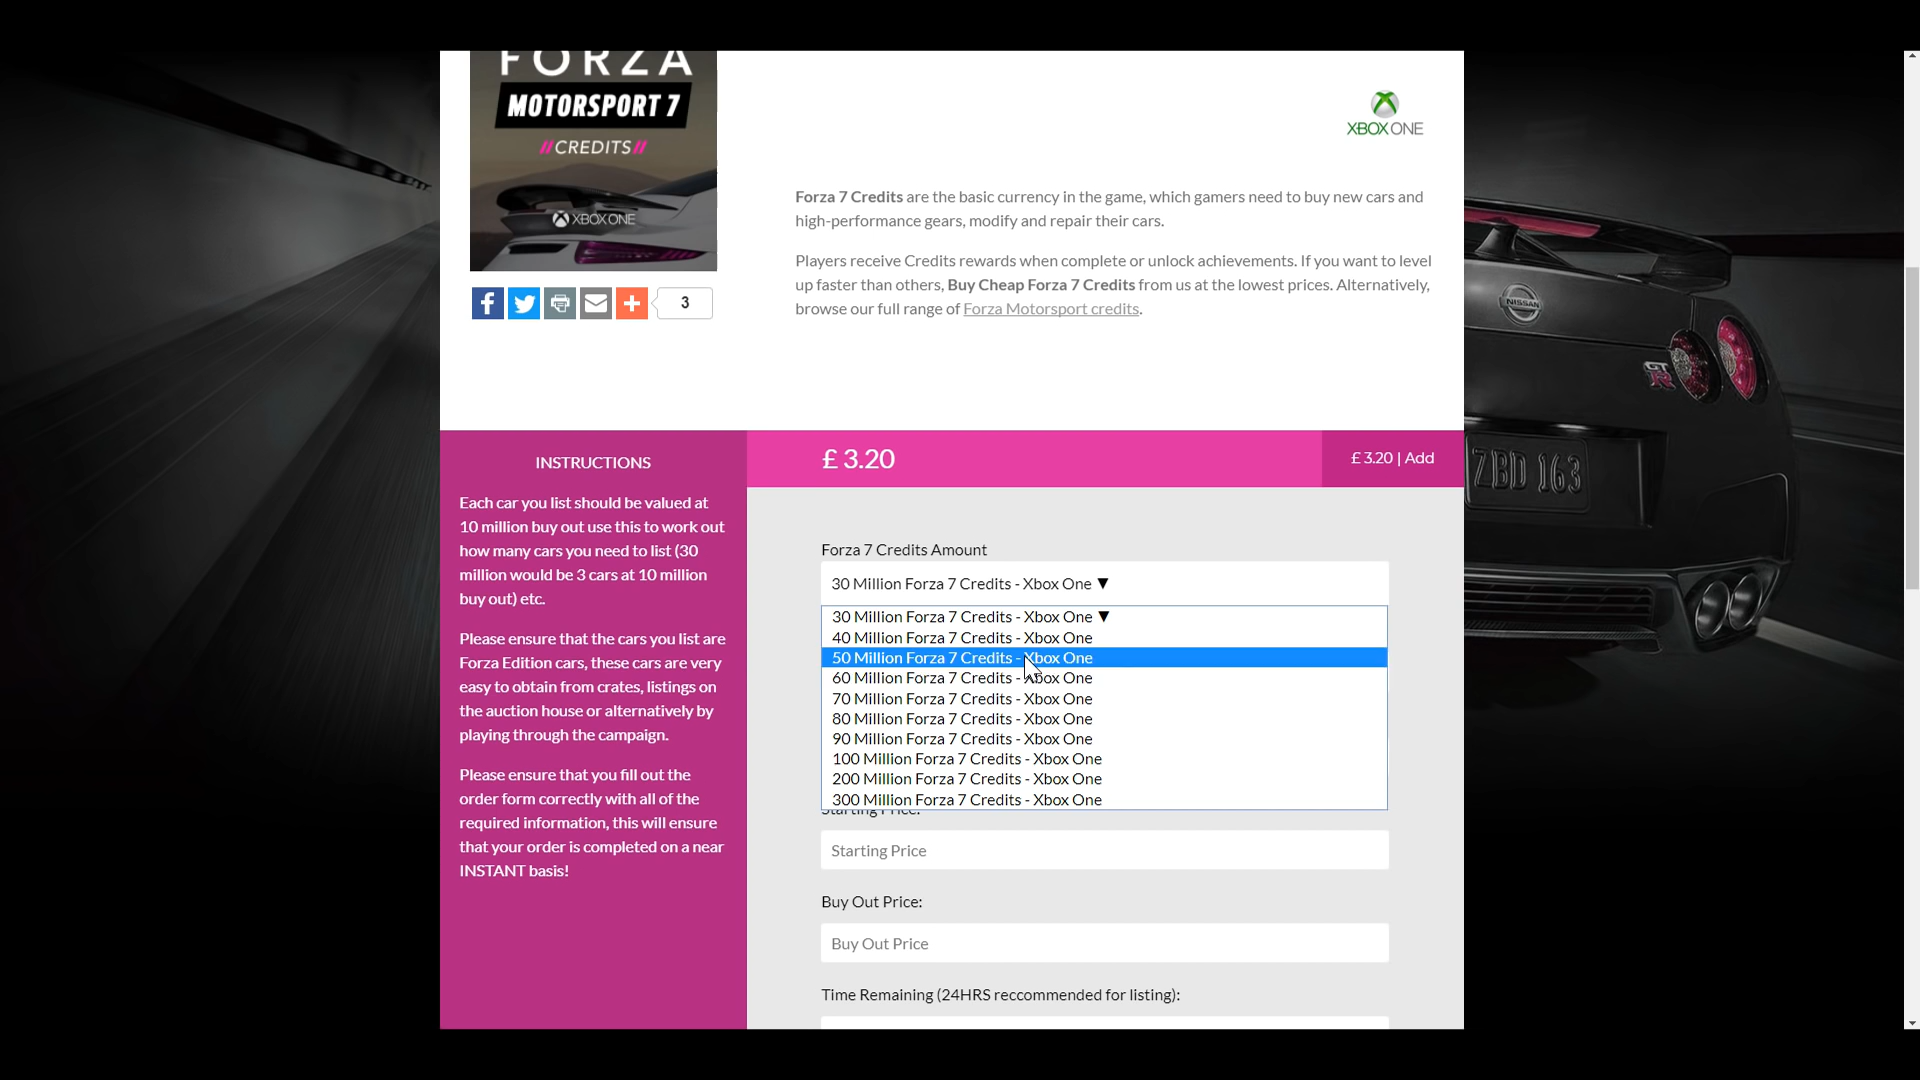 FORZA
MOTORSPORT 7
//CREDITS//
XBOX ONE
XBOX ONE
Forza 7 Credits are the basic currency in the game, which gamers need to buy new cars and
high-performance gears, modify and repair their cars.
Players receive Credits rewards when complete or unlock achievements. If you want to level
up faster than others, Buy Cheap Forza 7 Credits from us at the lowest prices. Alternatively,
browse our full range of Forza Motorsport credits.
3
NISSAN
GT R
ZBD 163
INSTRUCTIONS
Each car you list should be valued at
10 million buy out use this to work out
how many cars you need to list (30
million would be 3 cars at 10 million
buy out) etc.
Please ensure that the cars you list are
Forza Edition cars, these cars are very
easy to obtain from crates, listings on
the auction house or alternatively by
playing through the campaign.
Please ensure that you fill out the
order form correctly with all of the
required information, this will ensure
that your order is completed on a near
INSTANT basis!
£ 3.20
£ 3.20 | Add
Forza 7 Credits Amount
30 Million Forza 7 Credits - Xbox One ▼
30 Million Forza 7 Credits - Xbox One ▼
40 Million Forza 7 Credits - Xbox One
50 Million Forza 7 Credits - Xbox One
60 Million Forza 7 Credits - Xbox One
70 Million Forza 7 Credits - Xbox One
80 Million Forza 7 Credits - Xbox One
90 Million Forza 7 Credits - Xbox One
100 Million Forza 7 Credits - Xbox One
200 Million Forza 7 Credits - Xbox One
300 Million Forza 7 Credits - Xbox One
Starting Price:
Starting Price
Buy Out Price:
Buy Out Price
Time Remaining (24HRS reccommended for listing):